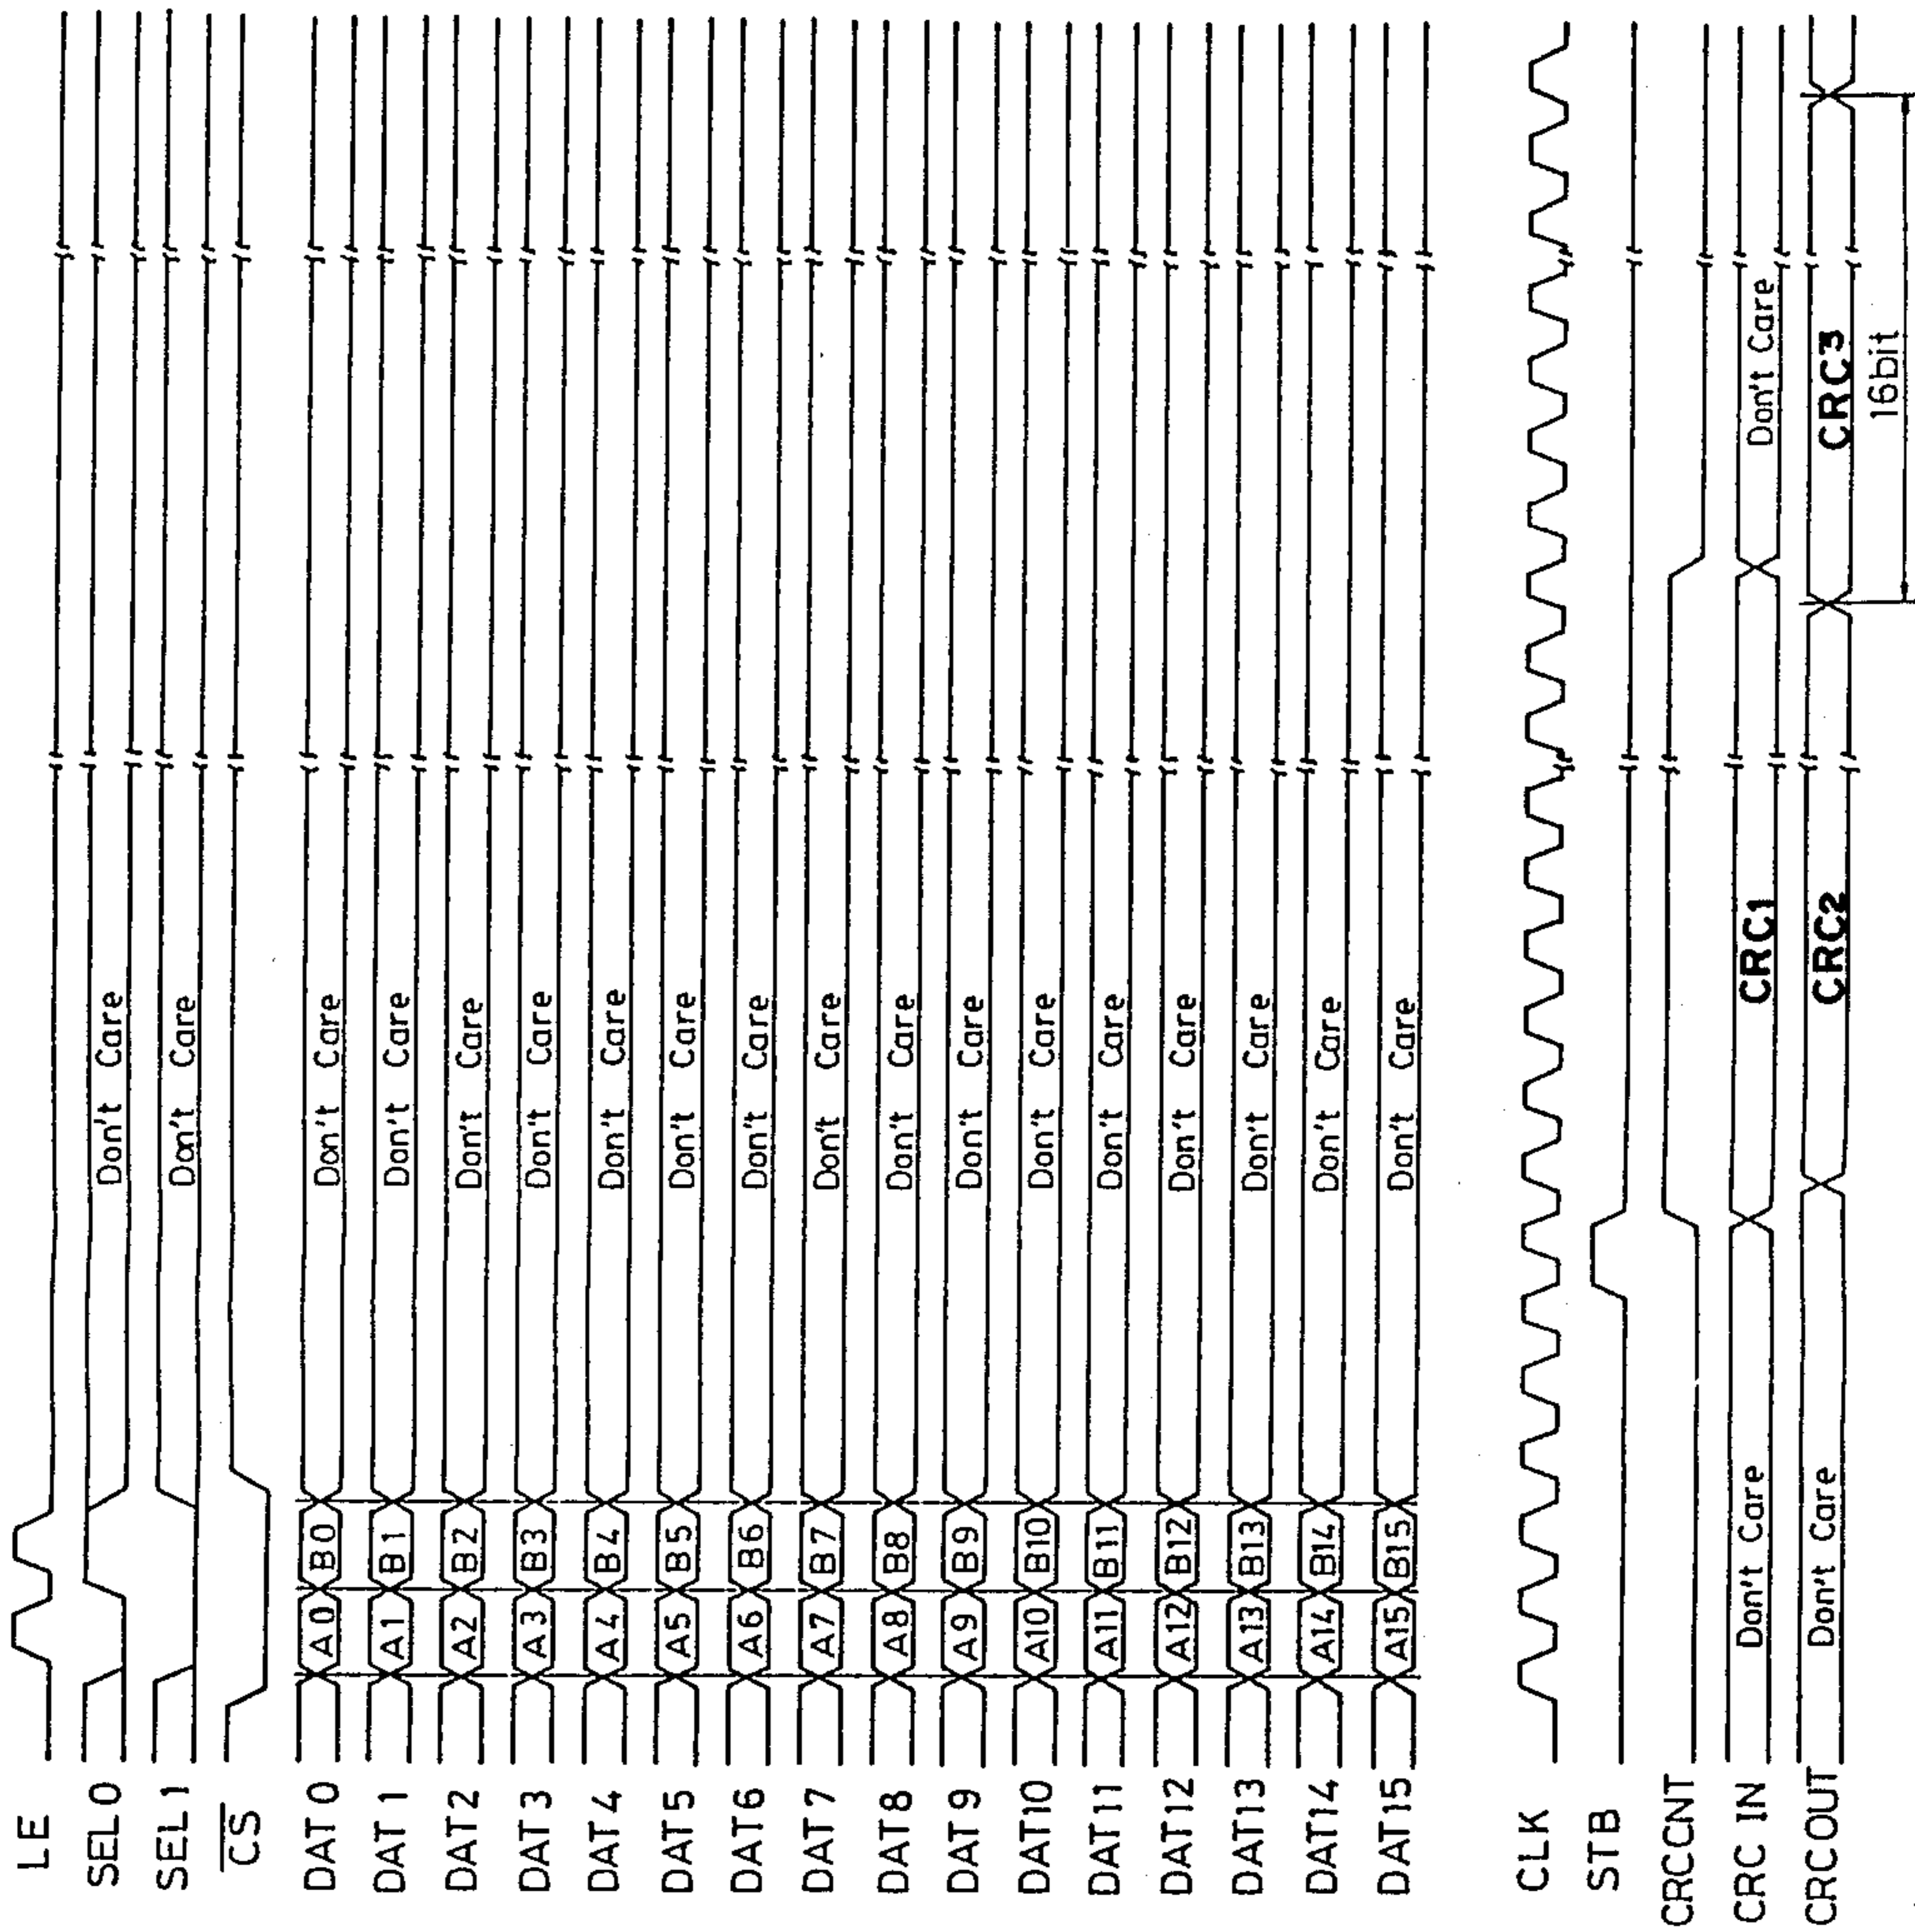 LE
SEL0 Don't Care
SEL1 Don't Care
CS
DAT0 A0 B0 Don't Care
DAT1 A1 B1 Don't Care
DAT2 A2 B2 Don't Care
DAT3 A3 B3 Don't Care
DAT4 A4 B4 Don't Care
DAT5 A5 B5 Don't Care
DAT6 A6 B6 Don't Care
DAT7 A7 B7 Don't Care
DAT8 A8 B8 Don't Care
DAT9 A9 B9 Don't Care
DAT10 A10 B10 Don't Care
DAT11 A11 B11 Don't Care
DAT12 A12 B12 Don't Care
DAT13 A13 B13 Don't Care
DAT14 A14 B14 Don't Care
DAT15 A15 B15 Don't Care
CLK
STB
CRCCNT
CRC IN Don't Care CRC1 Don't Care
CRCOUT Don't Care CRC2 CRC3
16bit